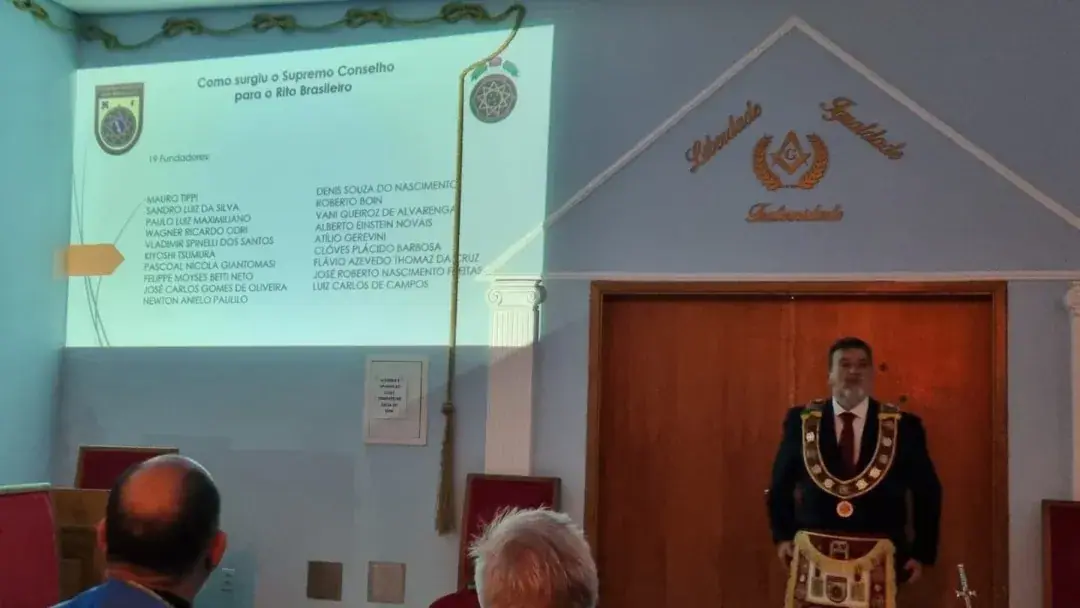 Como surgiu o Supremo Conselho
para o Rito Brasileiro
19 Fundadores:
MAURO TIPPI
SANDRO LUIZ DA SILVA
PAULO LUIZ MAXIMILIANO
WAGNER RICARDO CORI
VLADIMIR SPINELLI DOS SANTOS
KIYOSHI TSUMURA
PASCOAL NICOLA GIANTOMASI
FELIPPE MOYSES BETTI NETO
JOSÉ CARLOS GOMES DE OLIVEIRA
NEWTON ANIELO PAULILO
DENIS SOUZA DO NASCIMENTO
ROBERTO BOIN
VANI QUEIROZ DE ALVARENGA
ALBERTO EINSTEIN NOVAIS
ATÍLIO GEREVINI
CLÓVES PLÁCIDO BARBOSA
FLÁVIO AZEVEDO THOMAZ DA CRUZ
JOSÉ ROBERTO NASCIMENTO FREITAS
LUIZ CARLOS DE CAMPOS
Liberdade
Igualdade
G
Fraternidade